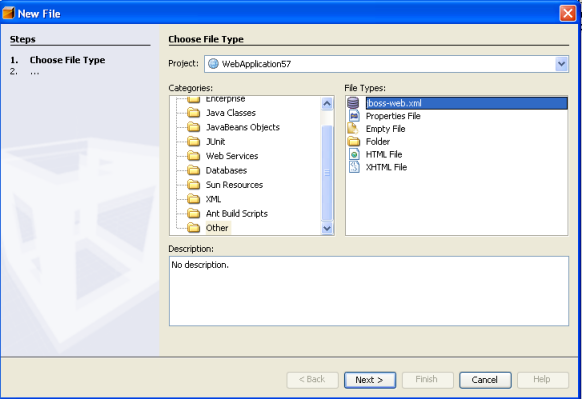 New File
Steps
1. Choose File Type
2. ...
Choose File Type
Project: WebApplication57
Categories:
Enterprise
Java Classes
JavaBeans Objects
JUnit
Web Services
Databases
Sun Resources
XML
Ant Build Scripts
Other
File Types:
jboss-web.xml
Properties File
Empty File
Folder
HTML File
XHTML File
Description:
No description.
< Back Next > Finish Cancel Help